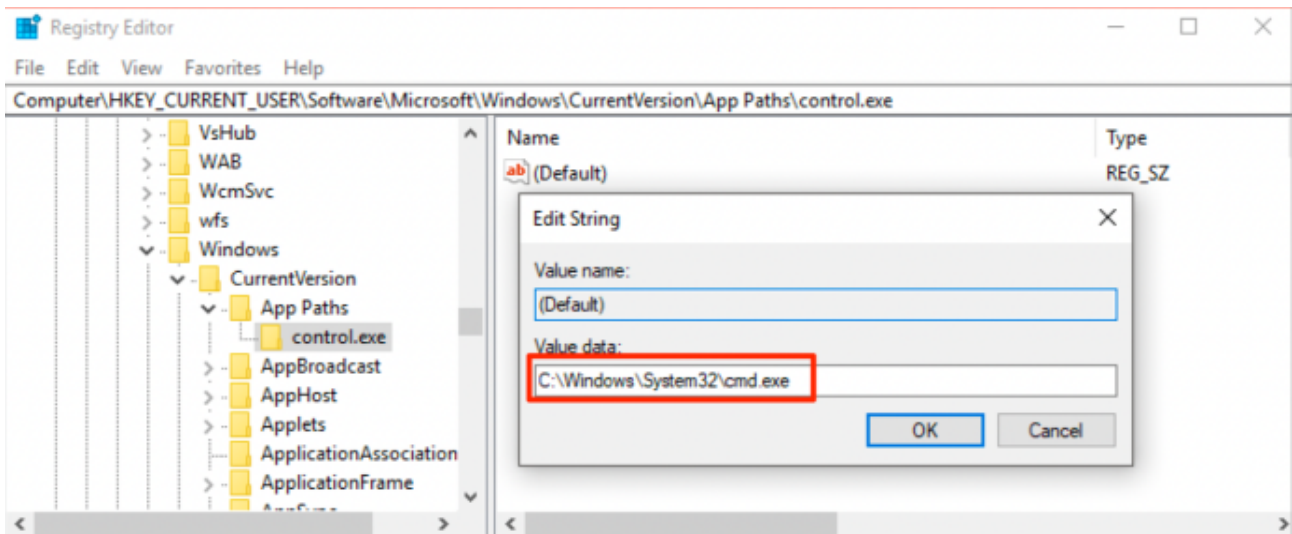 Registry Editor
File Edit View Favorites Help
Computer\HKEY_CURRENT_USER\Software\Microsoft\Windows\CurrentVersion\App Paths\control.exe
VsHub
WAB
WcmSvc
wfs
Windows
CurrentVersion
App Paths
control.exe
AppBroadcast
AppHost
Applets
ApplicationAssociation
ApplicationFrame
Name Type
ab (Default) REG_SZ
Edit String
Value name:
(Default)
Value data:
C:\Windows\System32\cmd.exe
OK Cancel